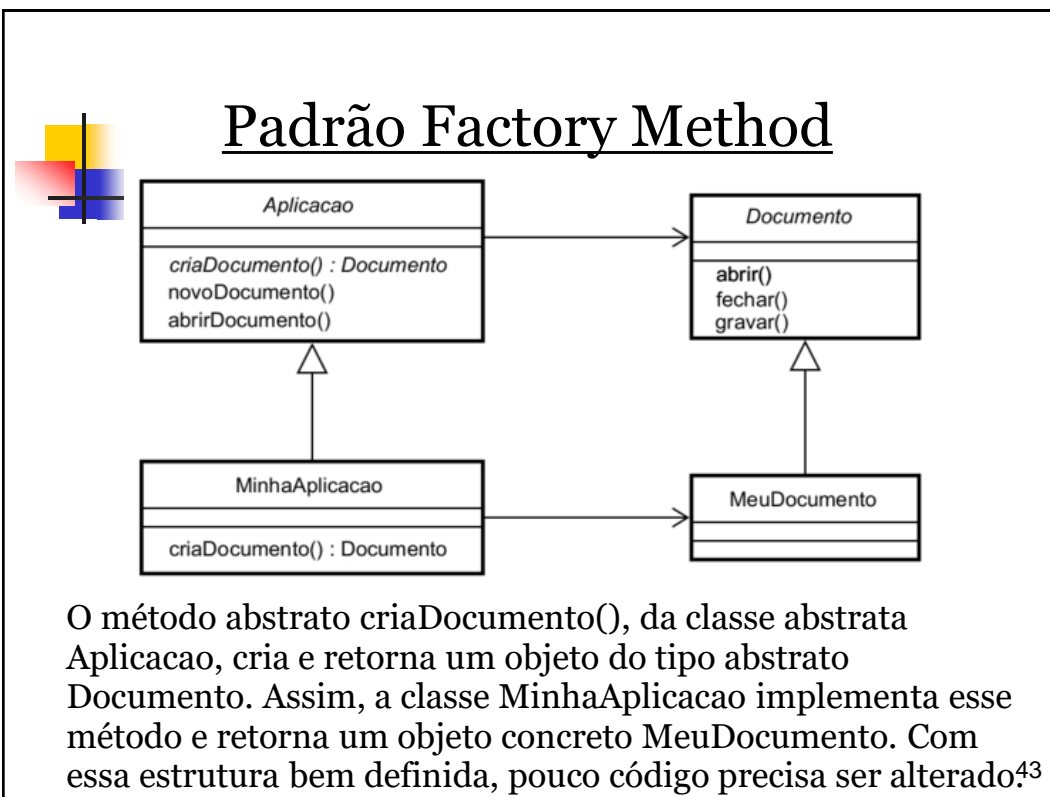 Padrão Factory Method
Aplicacao
criaDocumento() : Documento
novoDocumento()
abrirDocumento()
Documento
abrir()
fechar()
gravar()
MinhaAplicacao
criaDocumento() : Documento
MeuDocumento
O método abstrato criaDocumento(), da classe abstrata
Aplicacao, cria e retorna um objeto do tipo abstrato
Documento. Assim, a classe MinhaAplicacao implementa esse
método e retorna um objeto concreto MeuDocumento. Com
essa estrutura bem definida, pouco código precisa ser alterado.
43